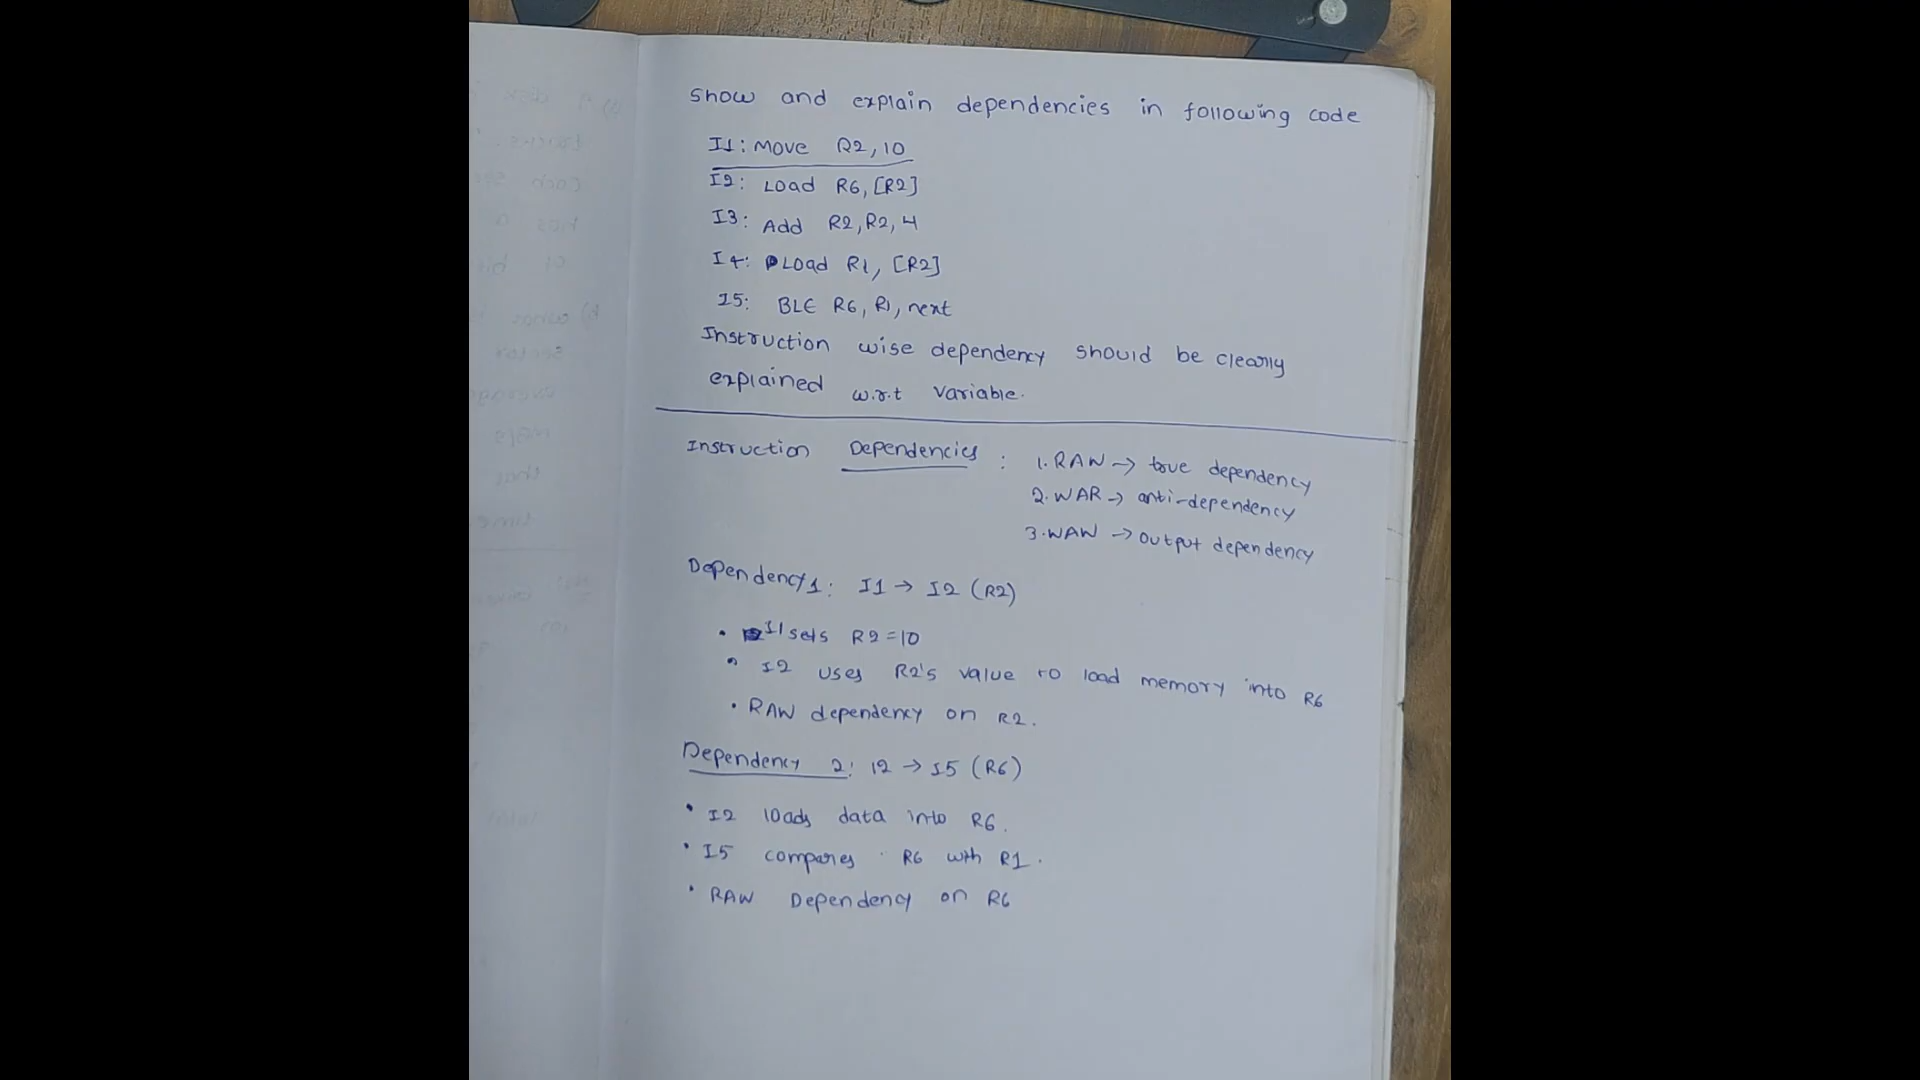 Show and explain dependencies in following code
I1: Move R2, 10
I2: Load R6, [R2]
I3: Add R2, R2, 4
I4: Load R1, [R2]
I5: BLE R6, R1, next
Instruction wise dependency should be clearly
explained w.r.t variable.
Instruction Dependencies : 1. RAW → true dependency
2. WAR → anti-dependency
3. WAW → output dependency
Dependency 1: I1 → I2 (R2)
• I1 sets R2 = 10
• I2 uses R2's value to load memory into R6
• RAW dependency on R2.
Dependency 2: I2 → I5 (R6)
• I2 loads data into R6.
• I5 compares R6 with R1.
• RAW Dependency on R6